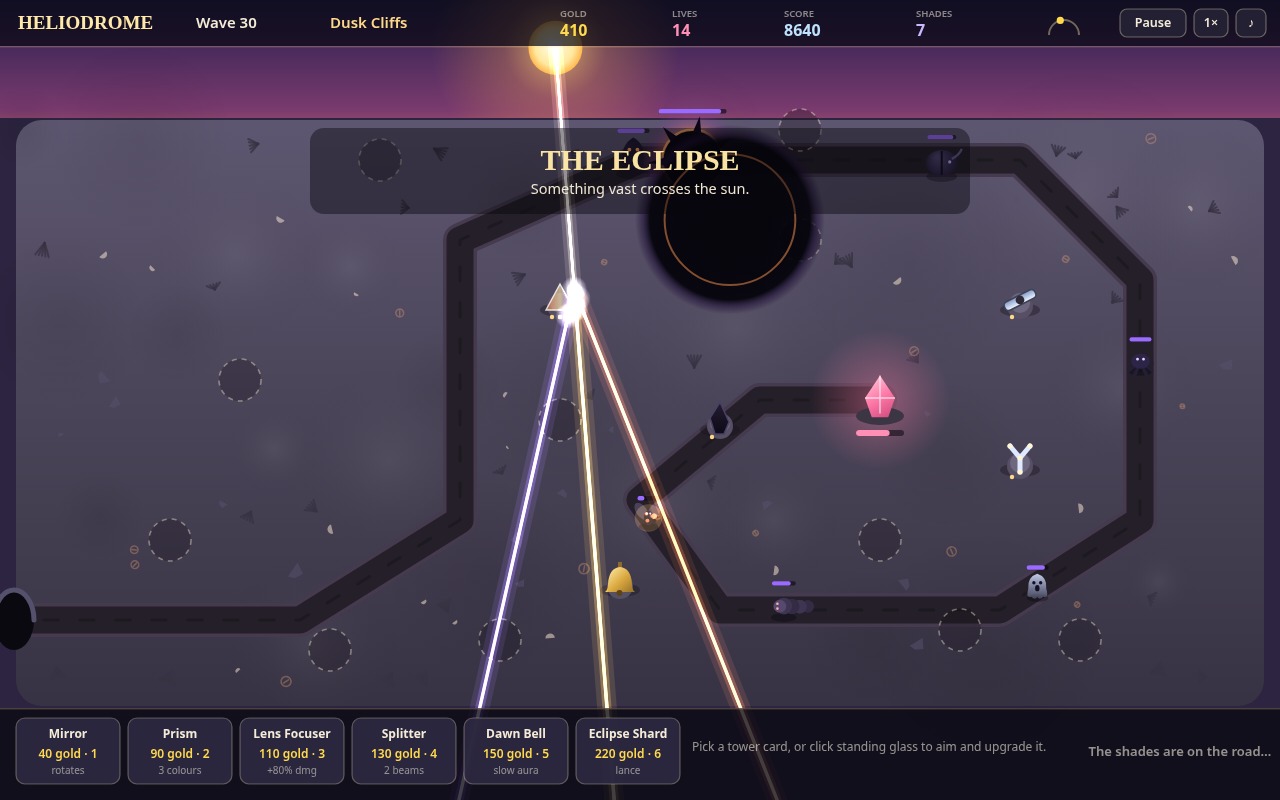 HELIODROME
Wave 30
Dusk Cliffs
GOLD
410
LIVES
14
SCORE
8640
SHADES
7
Pause
1×
♪
THE ECLIPSE
Something vast crosses the sun.
Mirror
40 gold · 1
rotates
Prism
90 gold · 2
3 colours
Lens Focuser
110 gold · 3
+80% dmg
Splitter
130 gold · 4
2 beams
Dawn Bell
150 gold · 5
slow aura
Eclipse Shard
220 gold · 6
lance
Pick a tower card, or click standing glass to aim and upgrade it.
The shades are on the road…